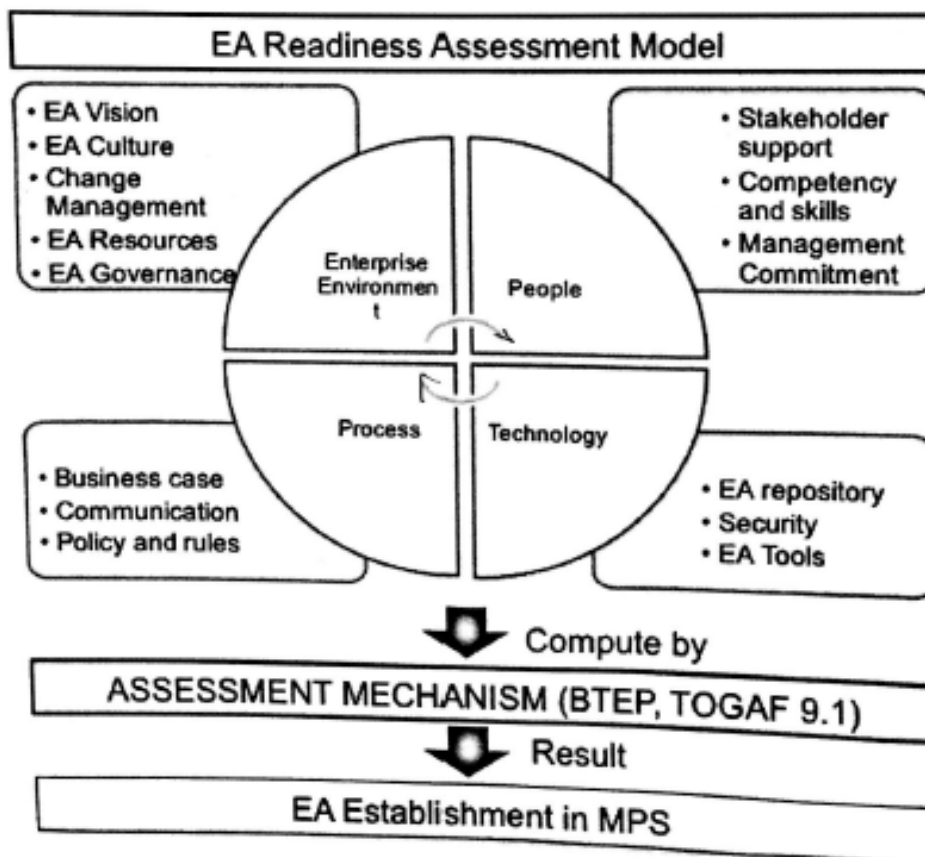 EA Readiness Assessment Model
• EA Vision
• EA Culture
• Change
Management
• EA Resources
• EA Governance
• Stakeholder
support
• Competency
and skills
• Management
Commitment
Enterprise
Environmen
t
People
Process
Technology
• Business case
• Communication
• Policy and rules
• EA repository
• Security
• EA Tools
Compute by
ASSESSMENT MECHANISM (BTEP, TOGAF 9.1)
Result
EA Establishment in MPS